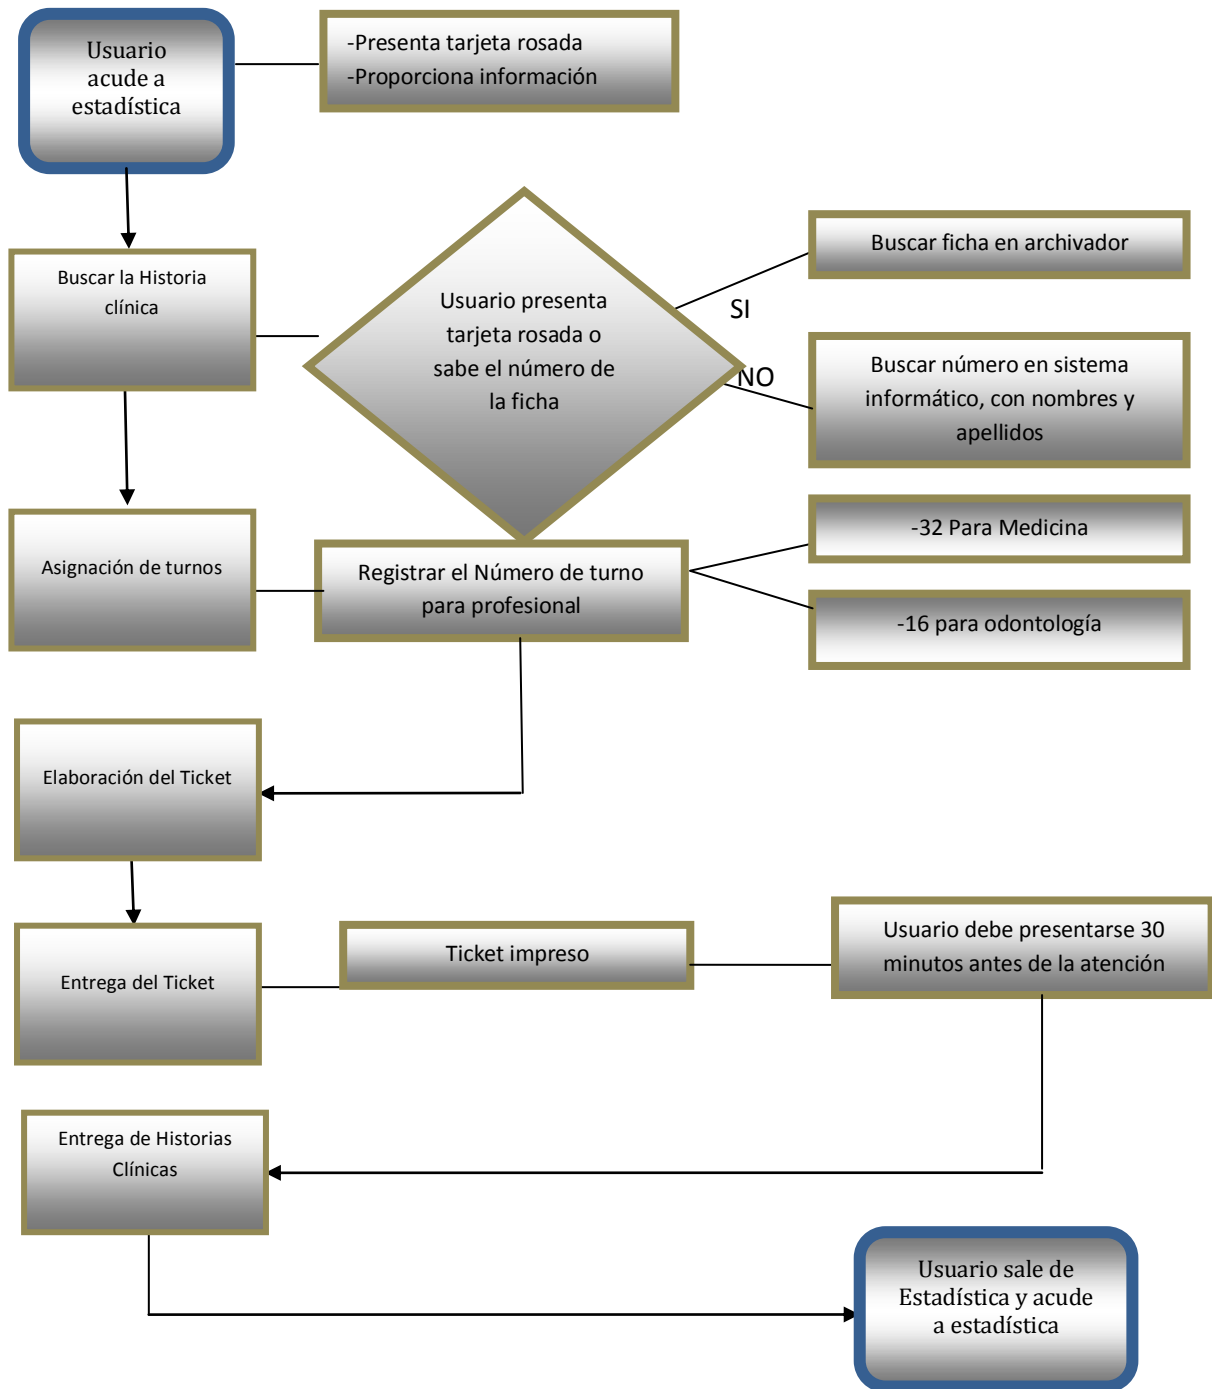 Usuario
acude a
estadística
-Presenta tarjeta rosada
-Proporciona información
Buscar la Historia
clínica
Usuario presenta
tarjeta rosada o
sabe el número de
la ficha
SI
Buscar ficha en archivador
NO
Buscar número en sistema
informático, con nombres y
apellidos
Asignación de turnos
Registrar el Número de turno
para profesional
-32 Para Medicina
-16 para odontología
Elaboración del Ticket
Entrega del Ticket
Ticket impreso
Usuario debe presentarse 30
minutos antes de la atención
Entrega de Historias
Clínicas
Usuario sale de
Estadística y acude
a estadística